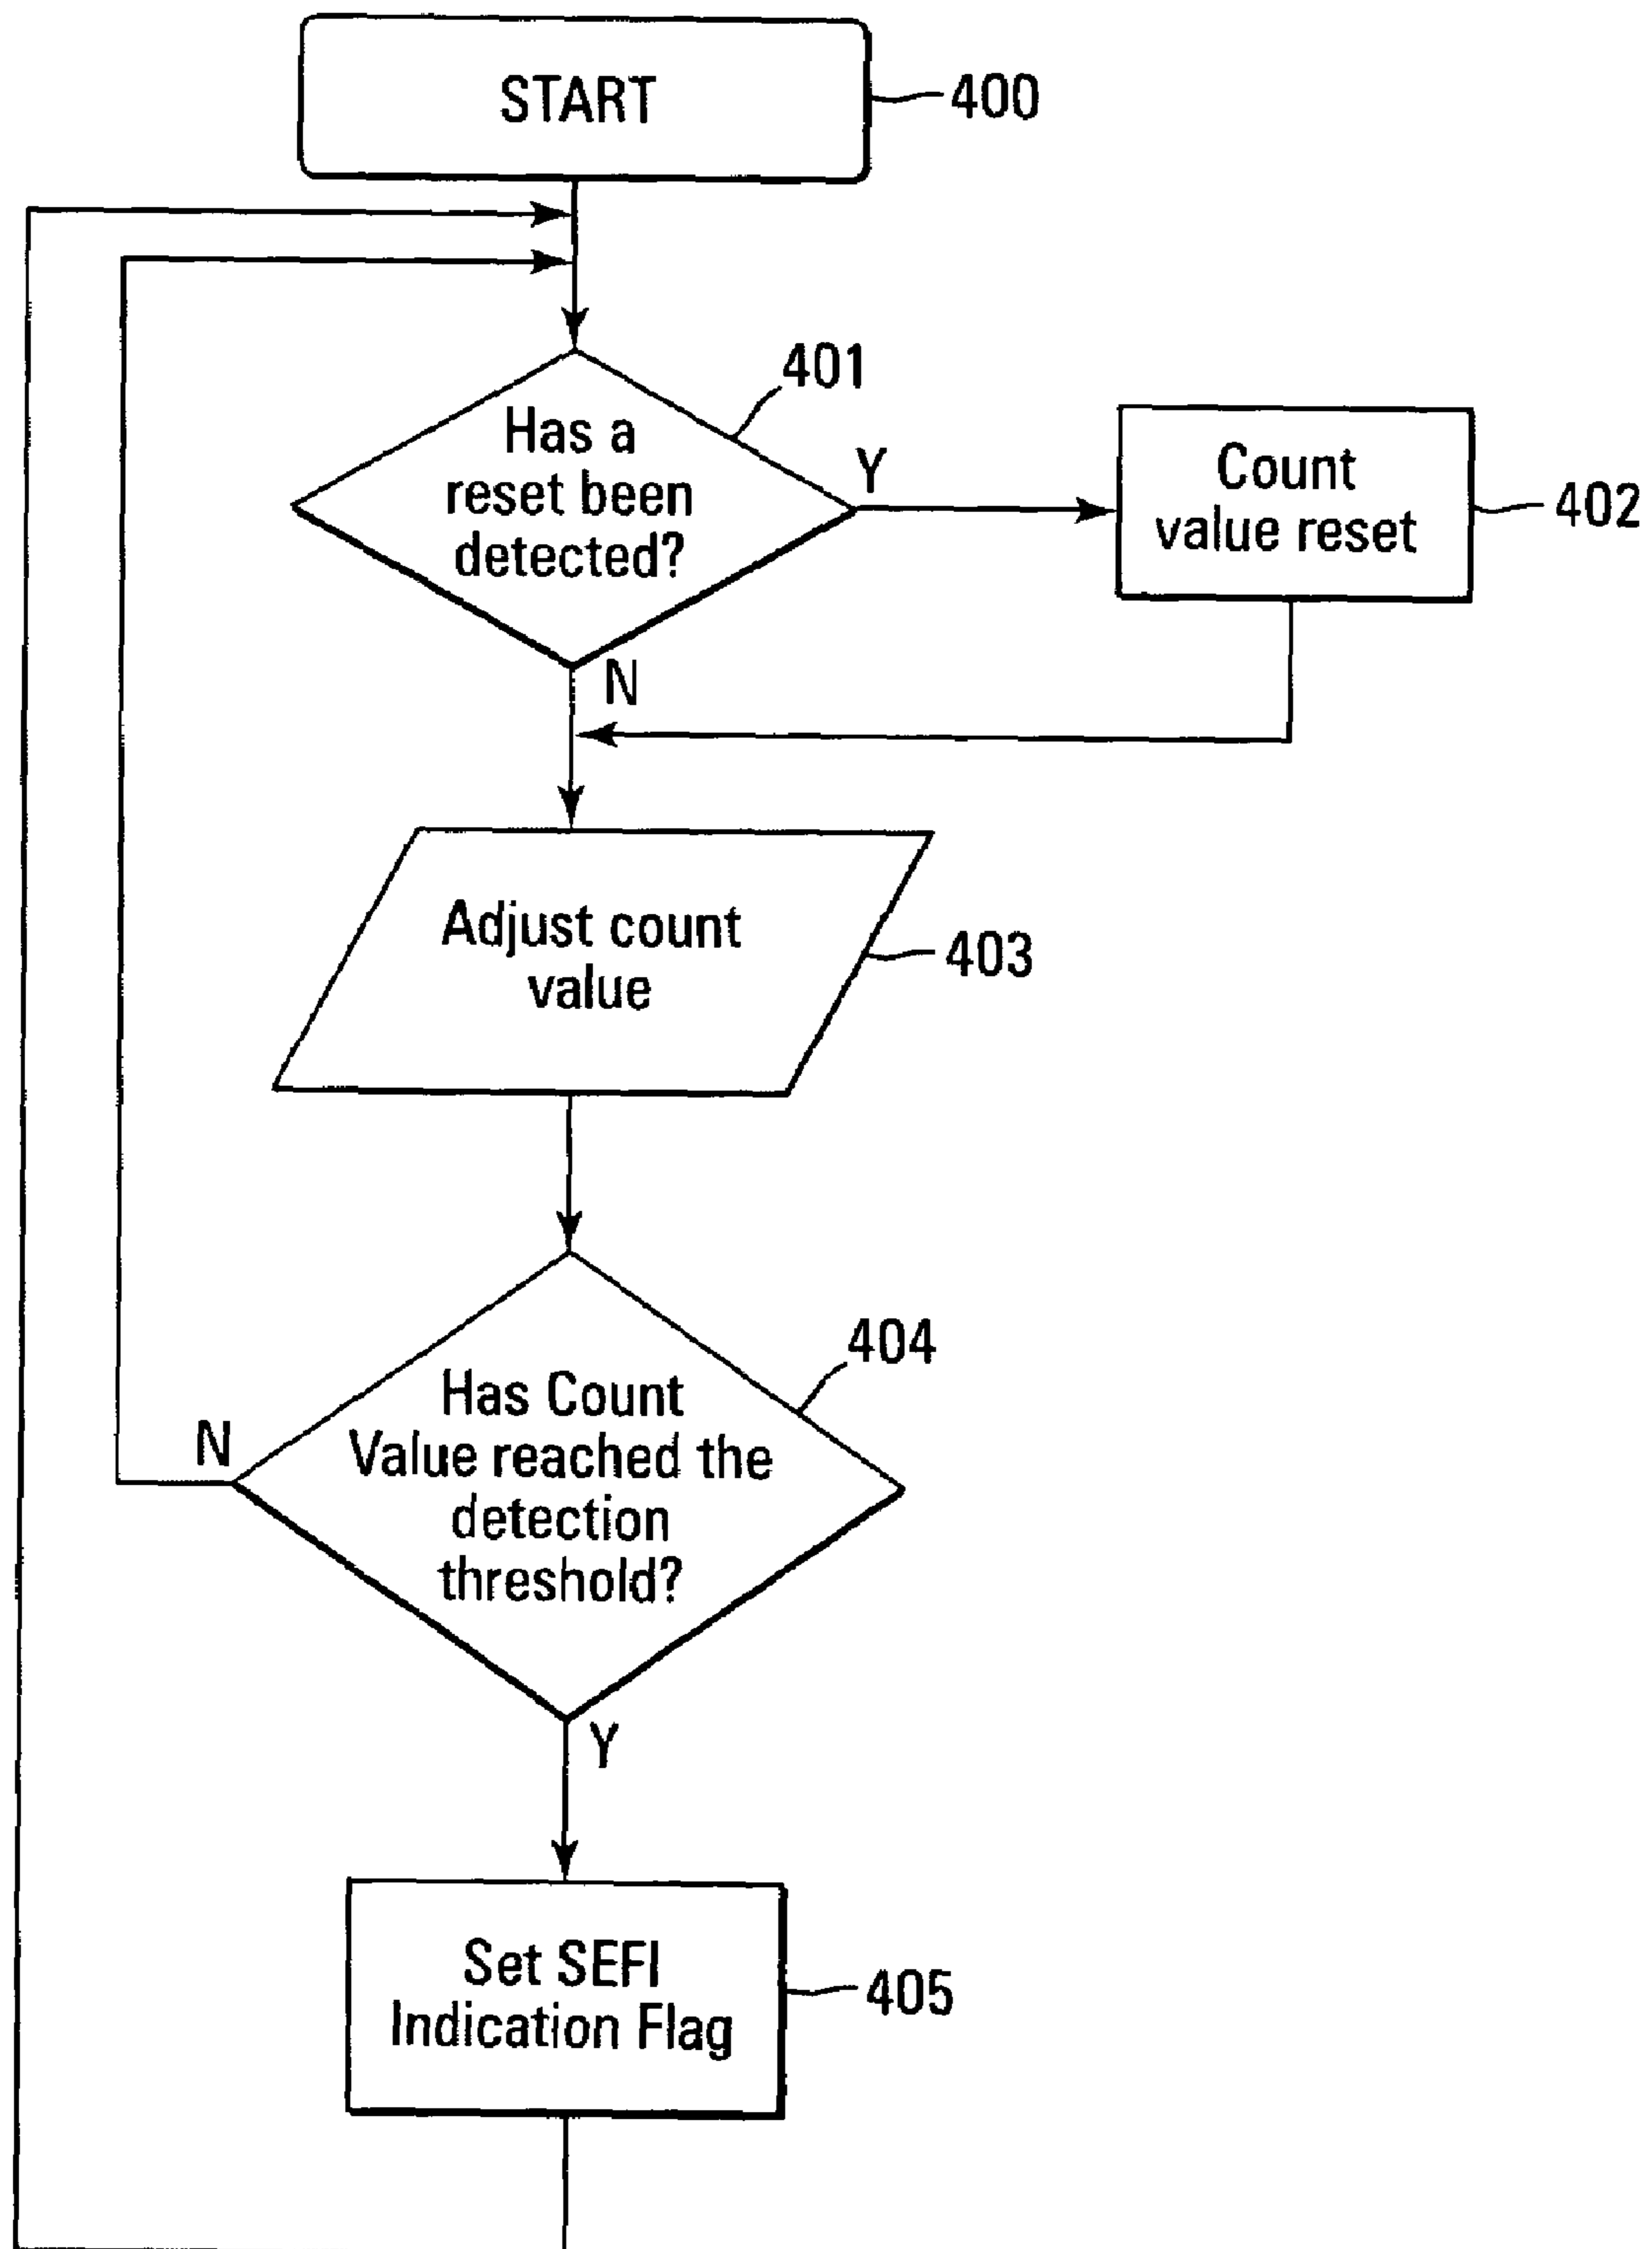 START
400
401
Has a
reset been
detected?
Y
N
Count
value reset
402
Adjust count
value
403
404
Has Count
Value reached the
detection
threshold?
N
Y
Set SEFI
Indication Flag
405